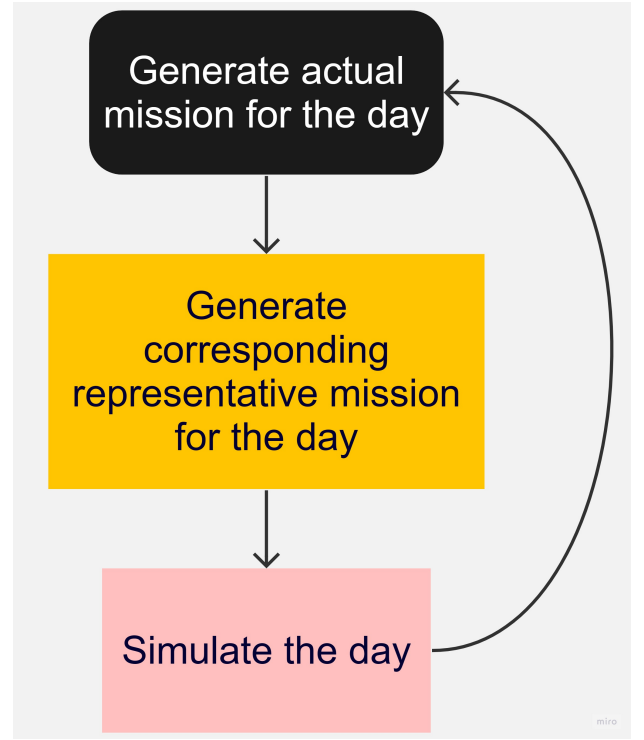 Generate actual
mission for the day
Generate
corresponding
representative mission
for the day
Simulate the day
miro